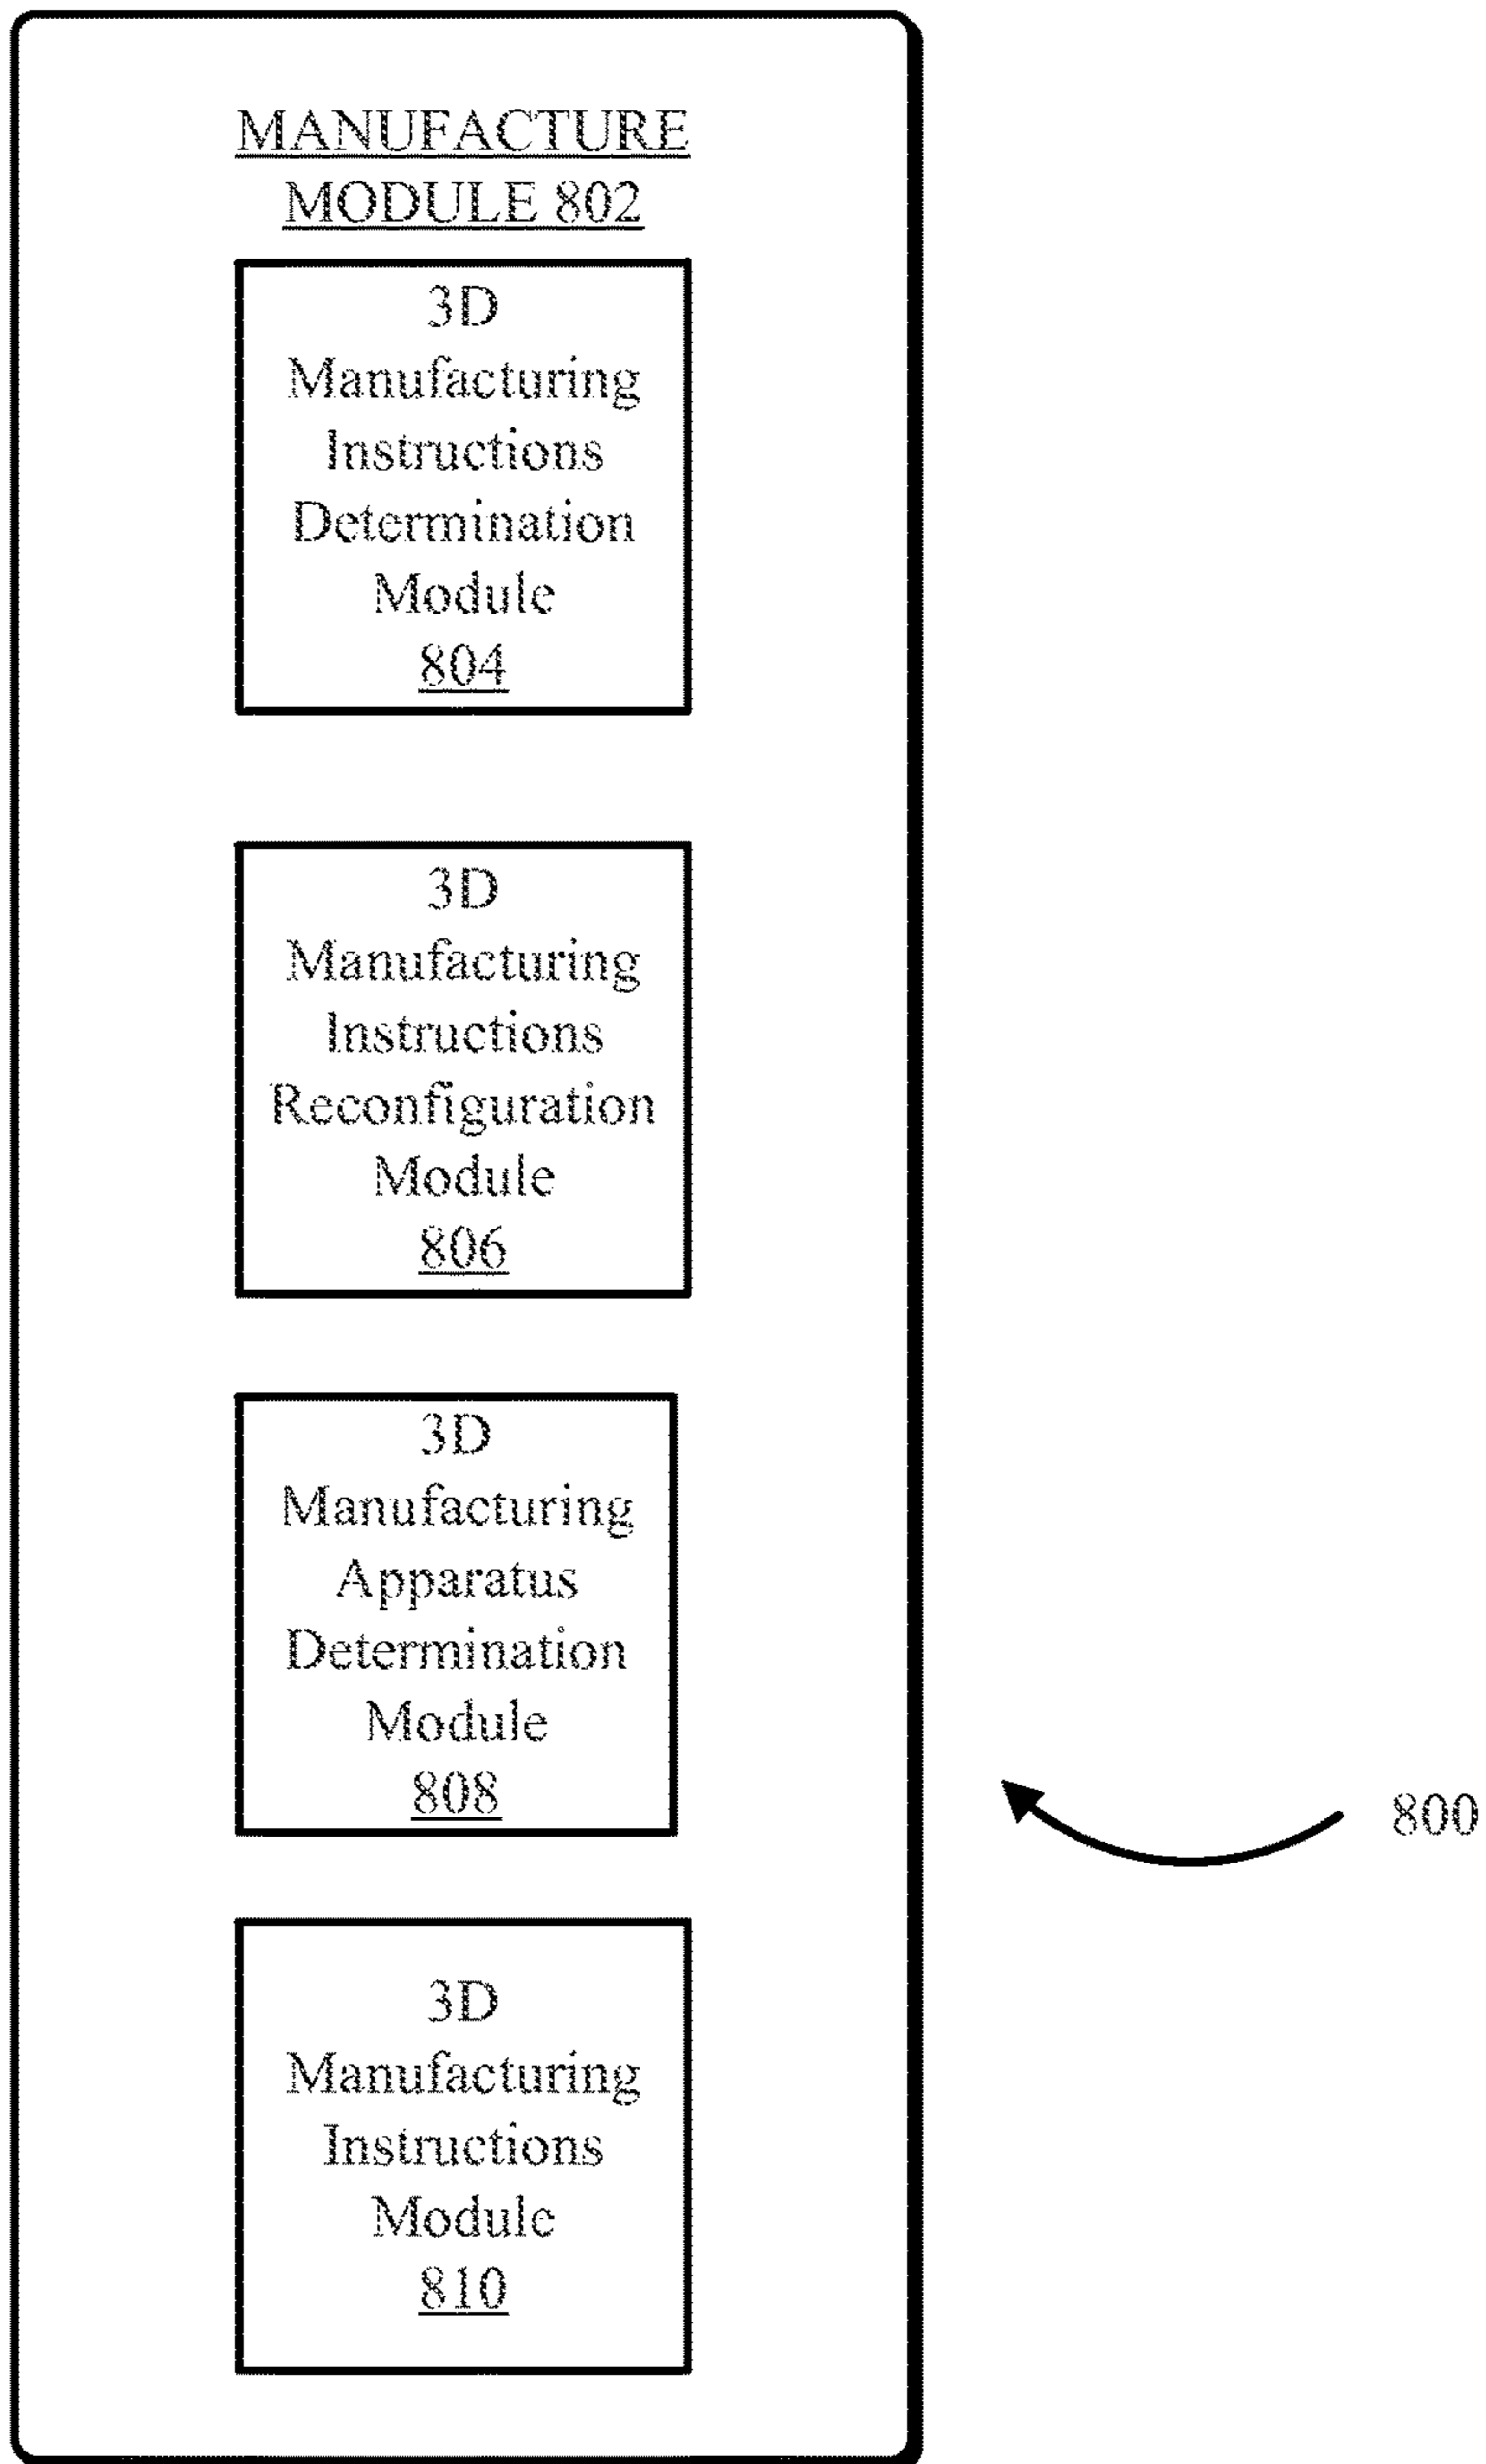 MANUFACTURE
MODULE 802
3D
Manufacturing
Instructions
Determination
Module
804
3D
Manufacturing
Instructions
Reconfiguration
Module
806
3D
Manufacturing
Apparatus
Determination
Module
808
800
3D
Manufacturing
Instructions
Module
810